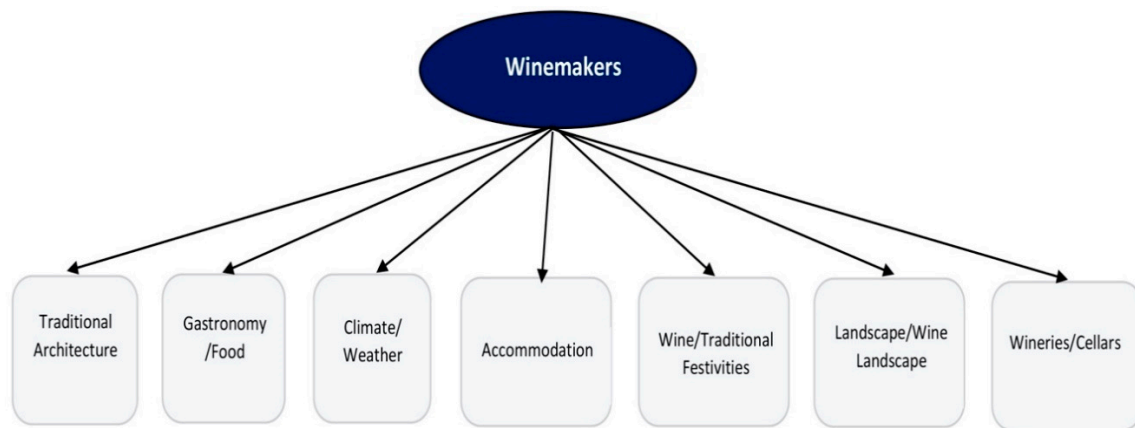 Winemakers
Traditional
Architecture
Gastronomy
/Food
Climate/
Weather
Accommodation
Wine/Traditional
Festivities
Landscape/Wine
Landscape
Wineries/Cellars